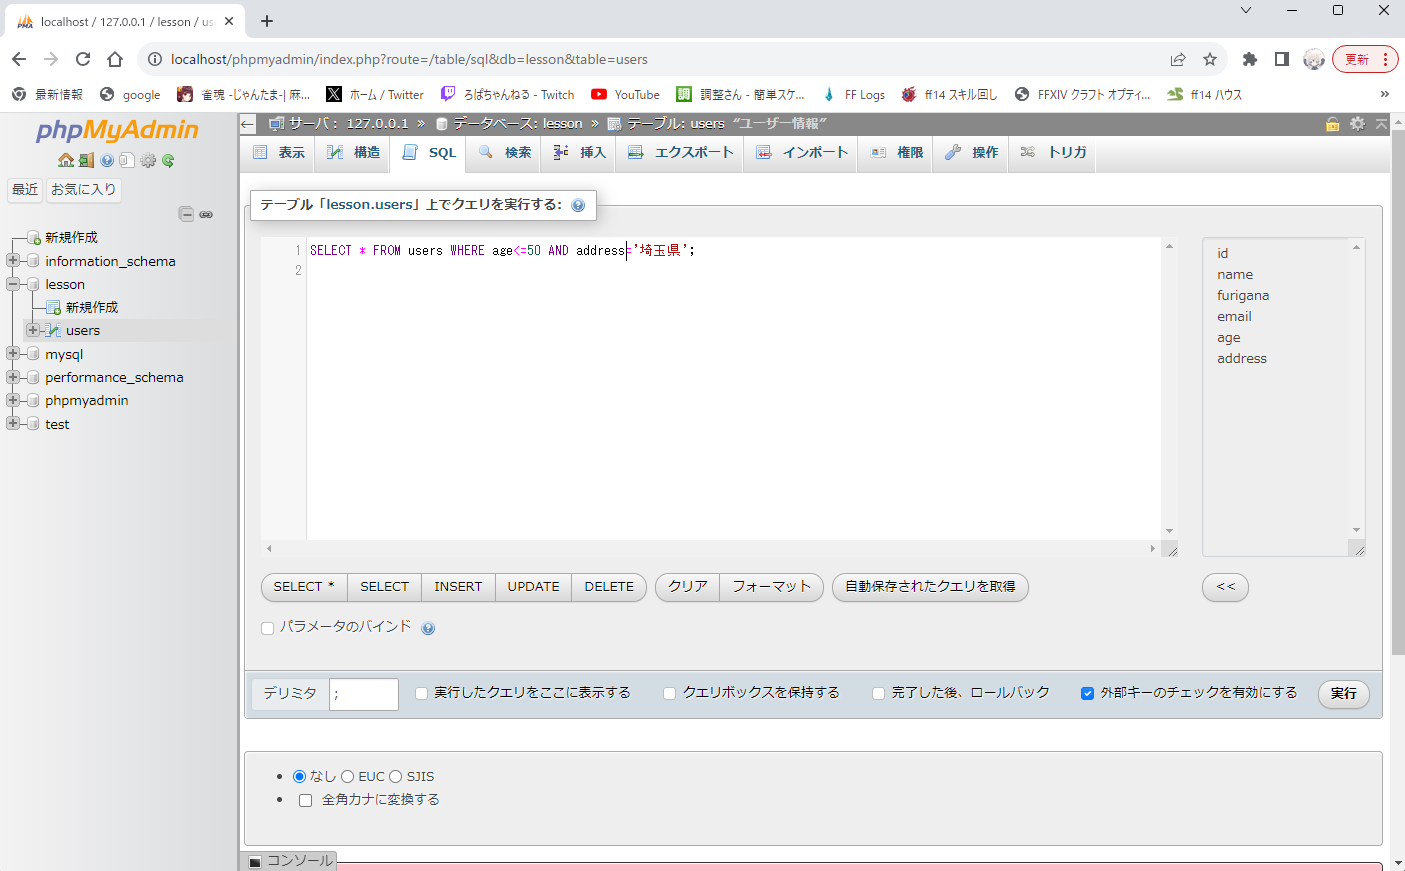 localhost / 127.0.0.1 / lesson / us
localhost/phpmyadmin/index.php?route=/table/sql&db=lesson&table=users
更新
最新情報
google
雀魂 -じゃんたま-| 麻...
ホーム / Twitter
ろぱちゃんねる - Twitch
YouTube
調整さん - 簡単スケ...
FF Logs
ff14 スキル回し
FFXIV クラフト オプティ...
ff14 ハウス
»
phpMyAdmin
最近
お気に入り
新規作成
information_schema
lesson
新規作成
users
mysql
performance_schema
phpmyadmin
test
サーバ： 127.0.0.1 » データベース: lesson » テーブル: users “ユーザー情報”
表示
構造
SQL
検索
挿入
エクスポート
インポート
権限
操作
トリガ
テーブル「lesson.users」上でクエリを実行する:
1 SELECT * FROM users WHERE age<=50 AND address='埼玉県';
2
id
name
furigana
email
age
address
SELECT *
SELECT
INSERT
UPDATE
DELETE
クリア
フォーマット
自動保存されたクエリを取得
<<
パラメータのバインド
デリミタ ;
実行したクエリをここに表示する
クエリボックスを保持する
完了した後、ロールバック
外部キーのチェックを有効にする
実行
なし EUC SJIS
全角カナに変換する
コンソール